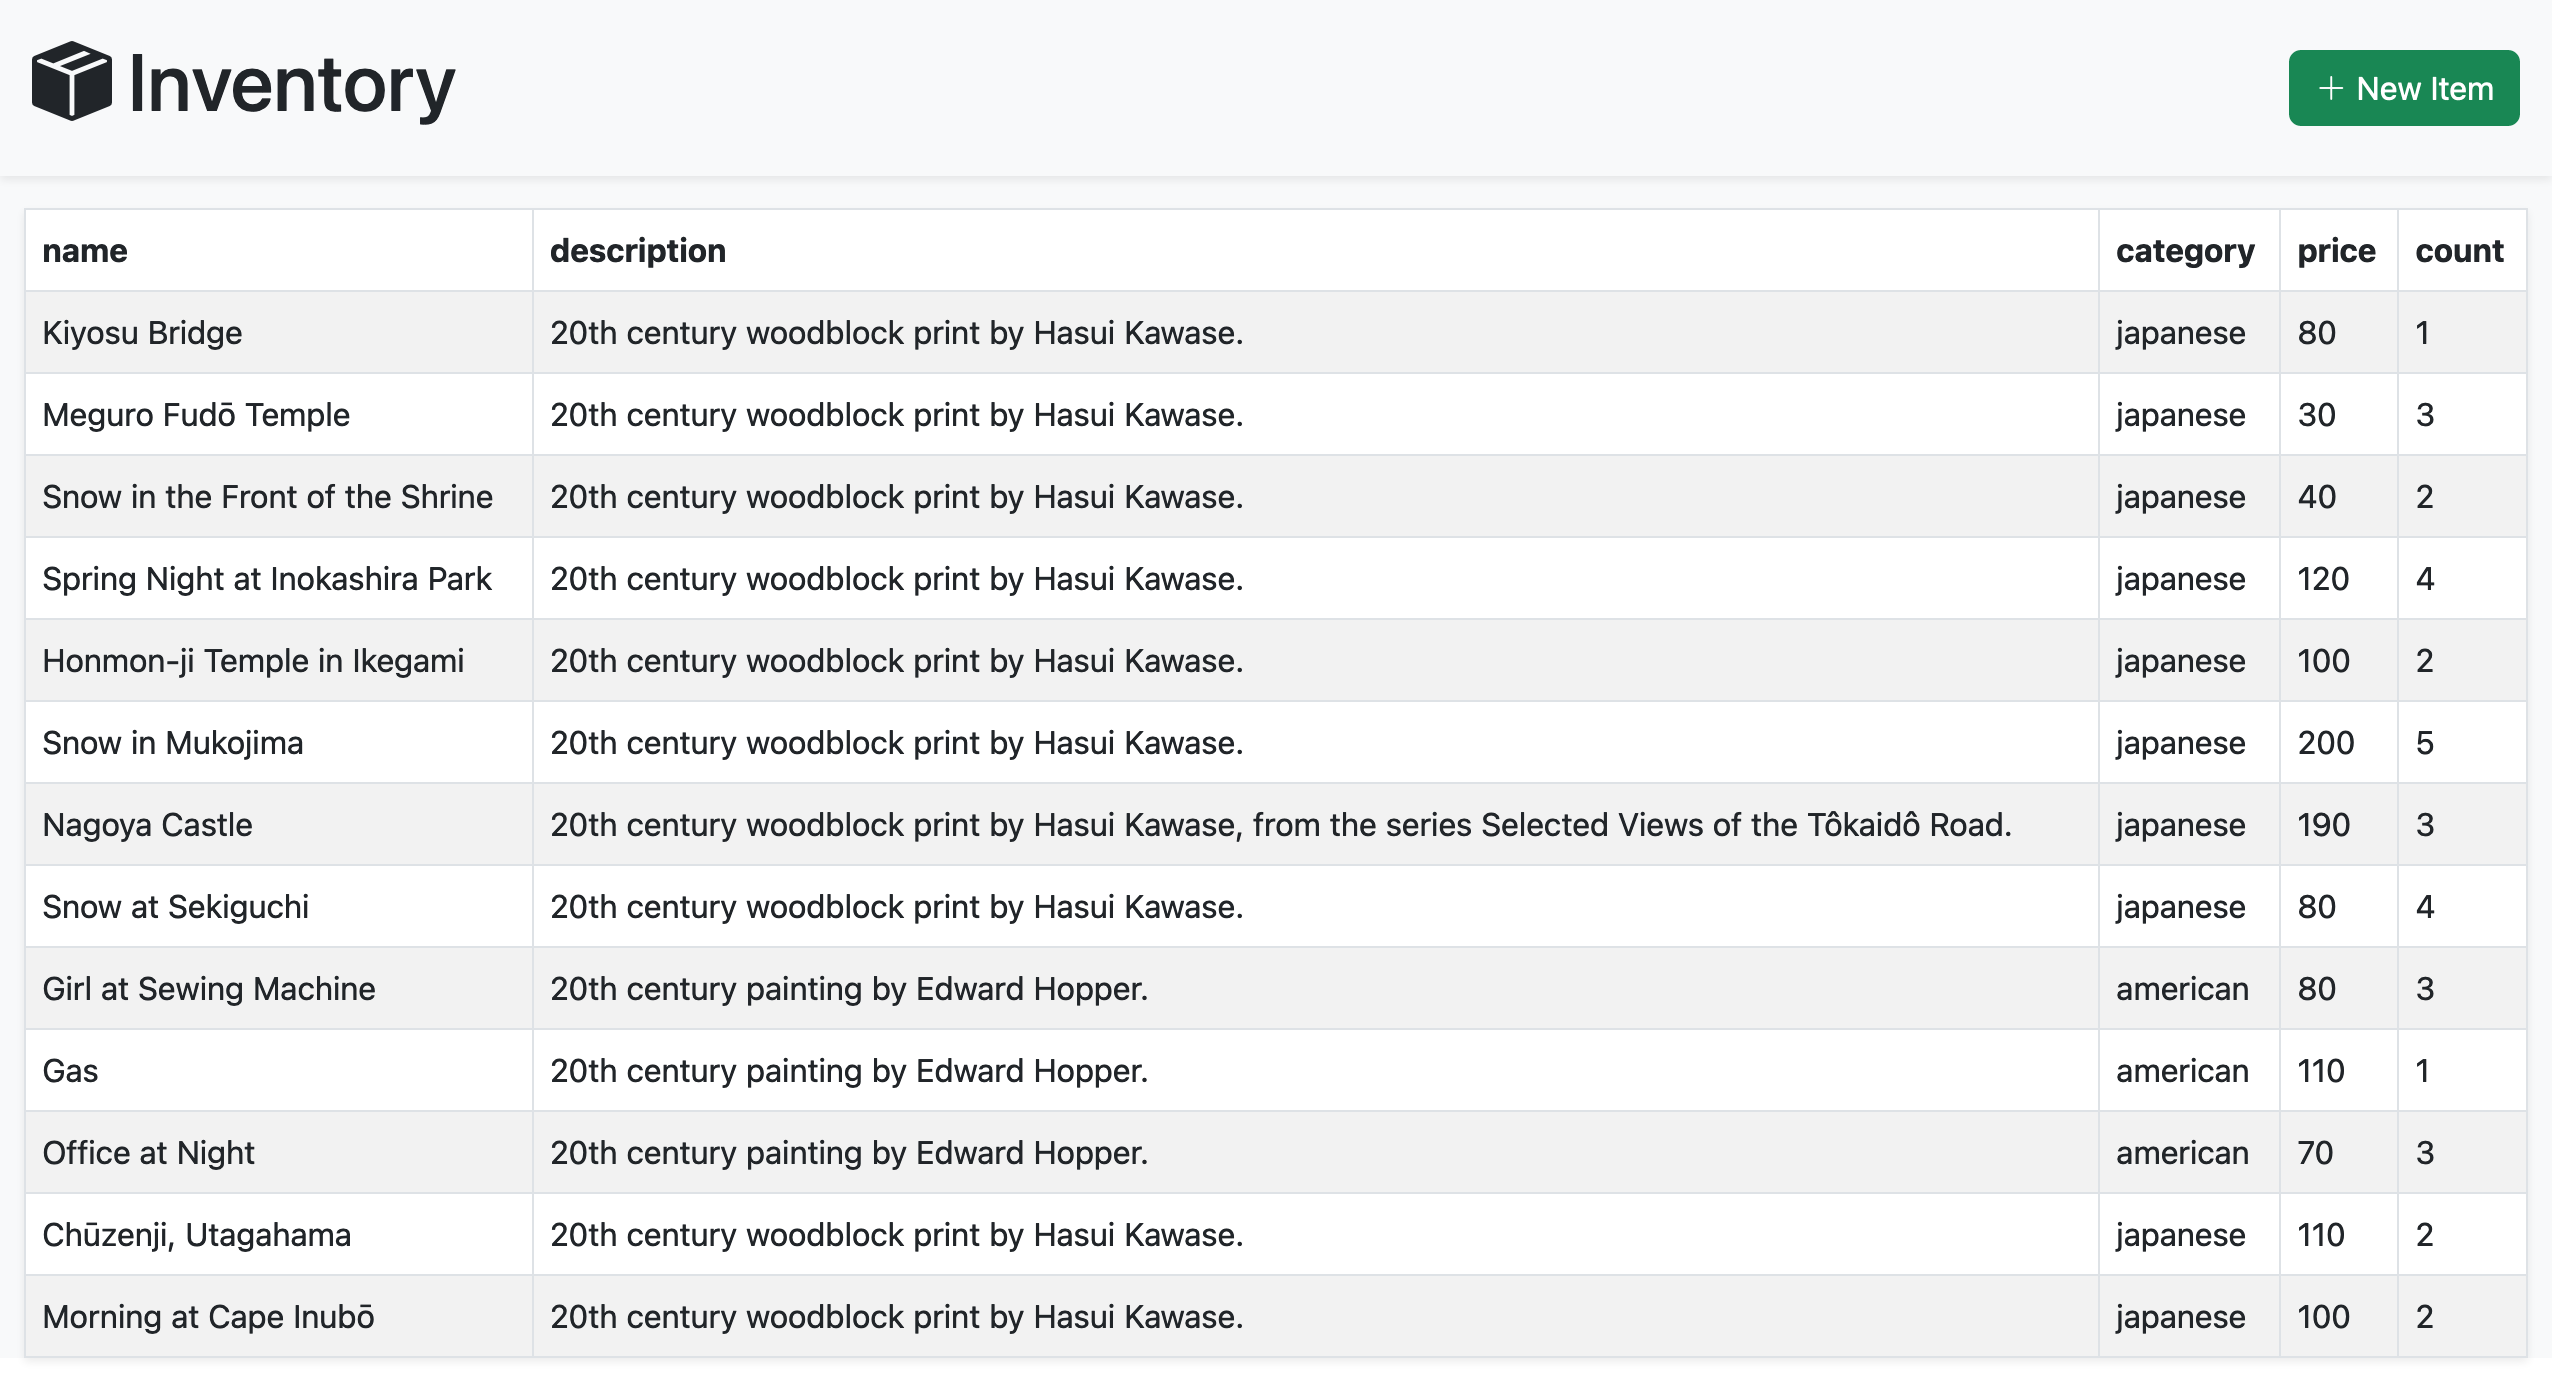 Inventory
+ New Item
name description category price count
Kiyosu Bridge 20th century woodblock print by Hasui Kawase. japanese 80 1
Meguro Fudō Temple 20th century woodblock print by Hasui Kawase. japanese 30 3
Snow in the Front of the Shrine 20th century woodblock print by Hasui Kawase. japanese 40 2
Spring Night at Inokashira Park 20th century woodblock print by Hasui Kawase. japanese 120 4
Honmon-ji Temple in Ikegami 20th century woodblock print by Hasui Kawase. japanese 100 2
Snow in Mukojima 20th century woodblock print by Hasui Kawase. japanese 200 5
Nagoya Castle 20th century woodblock print by Hasui Kawase, from the series Selected Views of the Tôkaidô Road. japanese 190 3
Snow at Sekiguchi 20th century woodblock print by Hasui Kawase. japanese 80 4
Girl at Sewing Machine 20th century painting by Edward Hopper. american 80 3
Gas 20th century painting by Edward Hopper. american 110 1
Office at Night 20th century painting by Edward Hopper. american 70 3
Chūzenji, Utagahama 20th century woodblock print by Hasui Kawase. japanese 110 2
Morning at Cape Inubō 20th century woodblock print by Hasui Kawase. japanese 100 2